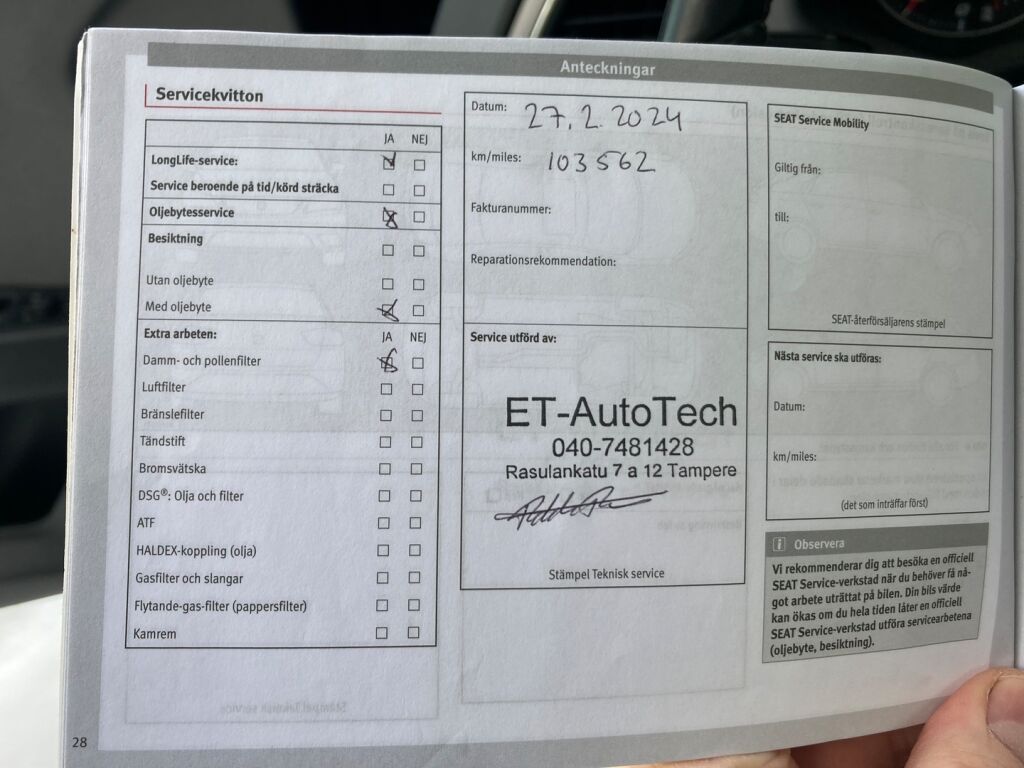 Anteckningar
Servicekvitton
JA NEJ
LongLife-service:
Service beroende på tid/körd sträcka
Oljebytesservice
Besiktning
Utan oljebyte
Med oljebyte
Extra arbeten: JA NEJ
Damm- och pollenfilter
Luftfilter
Bränslefilter
Tändstift
Bromsvätska
DSG®: Olja och filter
ATF
HALDEX-koppling (olja)
Gasfilter och slangar
Flytande-gas-filter (pappersfilter)
Kamrem
Datum: 27.2.2024
km/miles: 103562
Fakturanummer:
Reparationsrekommendation:
Service utförd av:
ET-AutoTech
040-7481428
Rasulankatu 7 a 12 Tampere
Stämpel Teknisk service
SEAT Service Mobility
Giltig från:
till:
SEAT-återförsäljarens stämpel
Nästa service ska utföras:
Datum:
km/miles:
(det som inträffar först)
i Observera
Vi rekommenderar dig att besöka en officiell
SEAT Service-verkstad när du behöver få nå-
got arbete uträttat på bilen. Din bils värde
kan ökas om du hela tiden låter en officiell
SEAT Service-verkstad utföra servicearbetena
(oljebyte, besiktning).
28